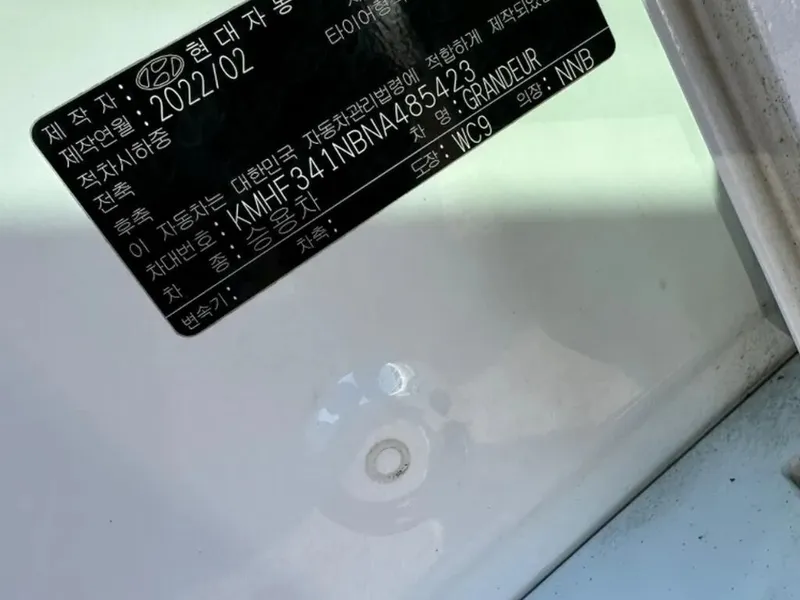 제 작 자 : 현 대 자 동
제작연월 : 2022/02
타이어형
적차시하중
전축
후축
이 자동차는 대한민국 자동차관리법령에 적합하게 제작되었
차대번호 : KMHF341NBNA485423
차 종 : 승용차 차 명 : GRANDEUR
변속기 : 차축 : 도장 : WC9 의장 : NNB